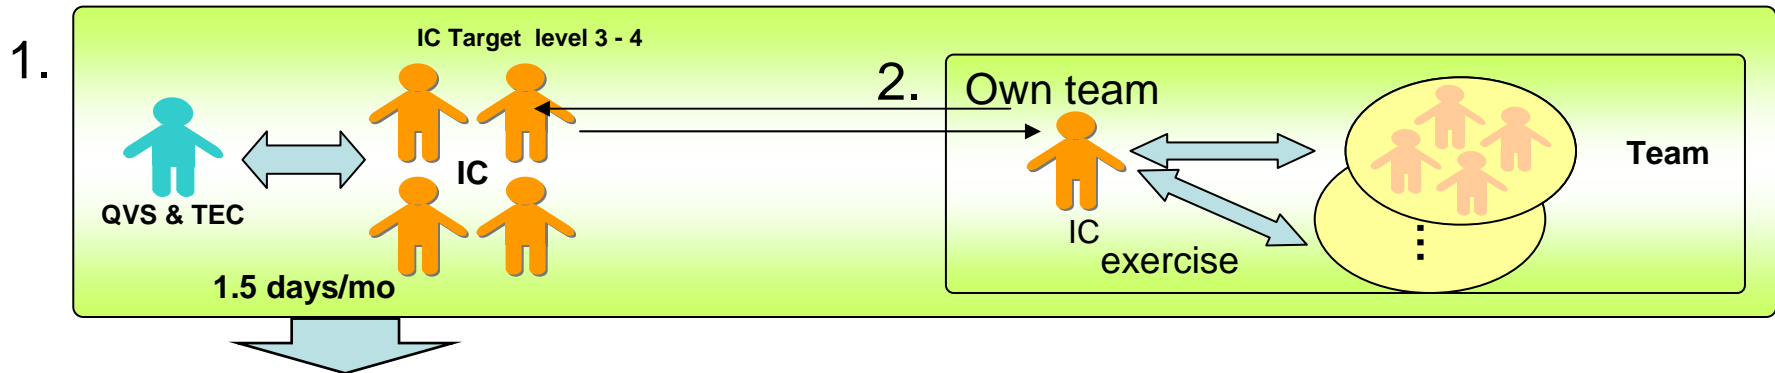 1.
IC Target level 3 - 4
2.
Own team
IC
QVS & TEC
Team
IC
exercise
1.5 days/mo